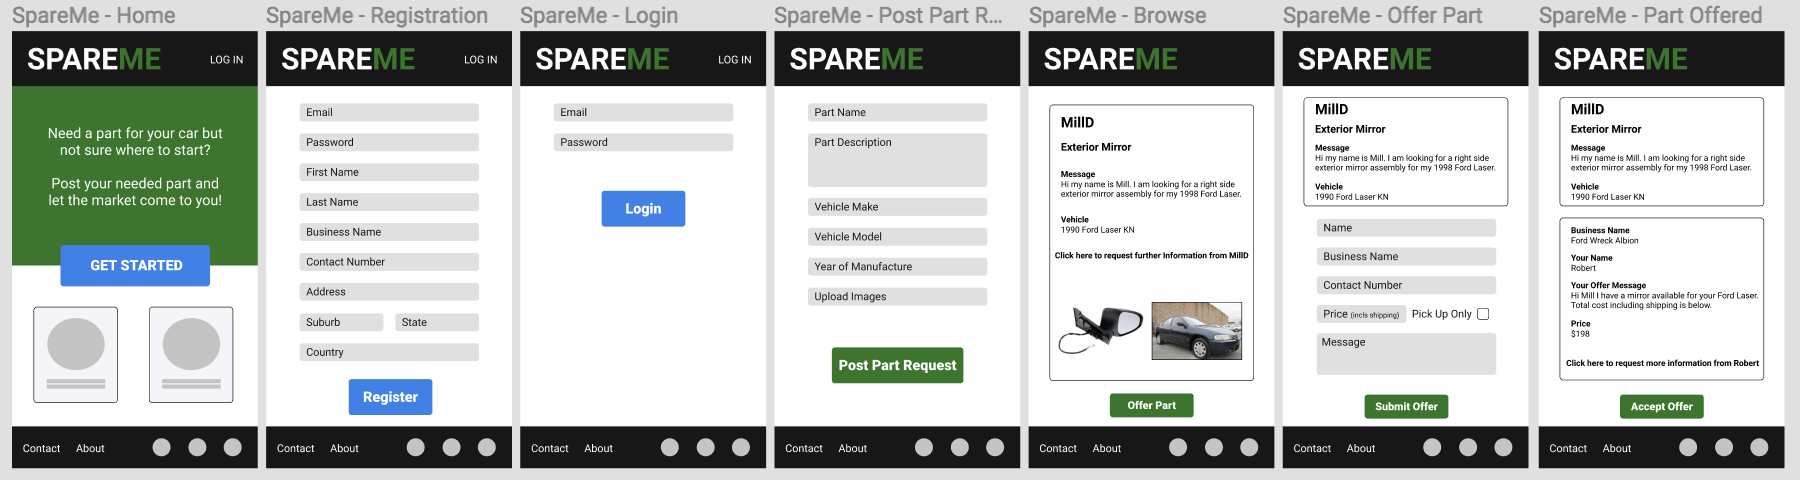 SpareMe - Home
SPAREME
LOG IN
Need a part for your car but
not sure where to start?
Post your needed part and
let the market come to you!
GET STARTED
Contact About
SpareMe - Registration
SPAREME
LOG IN
Email
Password
First Name
Last Name
Business Name
Contact Number
Address
Suburb State
Country
Register
Contact About
SpareMe - Login
SPAREME
LOG IN
Email
Password
Login
Contact About
SpareMe - Post Part R...
SPAREME
Part Name
Part Description
Vehicle Make
Vehicle Model
Year of Manufacture
Upload Images
Post Part Request
Contact About
SpareMe - Browse
SPAREME
MillD
Exterior Mirror
Message
Hi my name is Mill. I am looking for a right side
exterior mirror assembly for my 1998 Ford Laser.
Vehicle
1990 Ford Laser KN
Click here to request further Information from MillD
Offer Part
Contact About
SpareMe - Offer Part
SPAREME
MillD
Exterior Mirror
Message
Hi my name is Mill. I am looking for a right side
exterior mirror assembly for my 1998 Ford Laser.
Vehicle
1990 Ford Laser KN
Name
Business Name
Contact Number
Price (incls shipping) Pick Up Only
Message
Submit Offer
Contact About
SpareMe - Part Offered
SPAREME
MillD
Exterior Mirror
Message
Hi my name is Mill. I am looking for a right side
exterior mirror assembly for my 1998 Ford Laser.
Vehicle
1990 Ford Laser KN
Business Name
Ford Wreck Albion
Your Name
Robert
Your Offer Message
Hi Mill I have a mirror available for your Ford Laser.
Total cost including shipping is below.
Price
$198
Click here to request more information from Robert
Accept Offer
Contact About